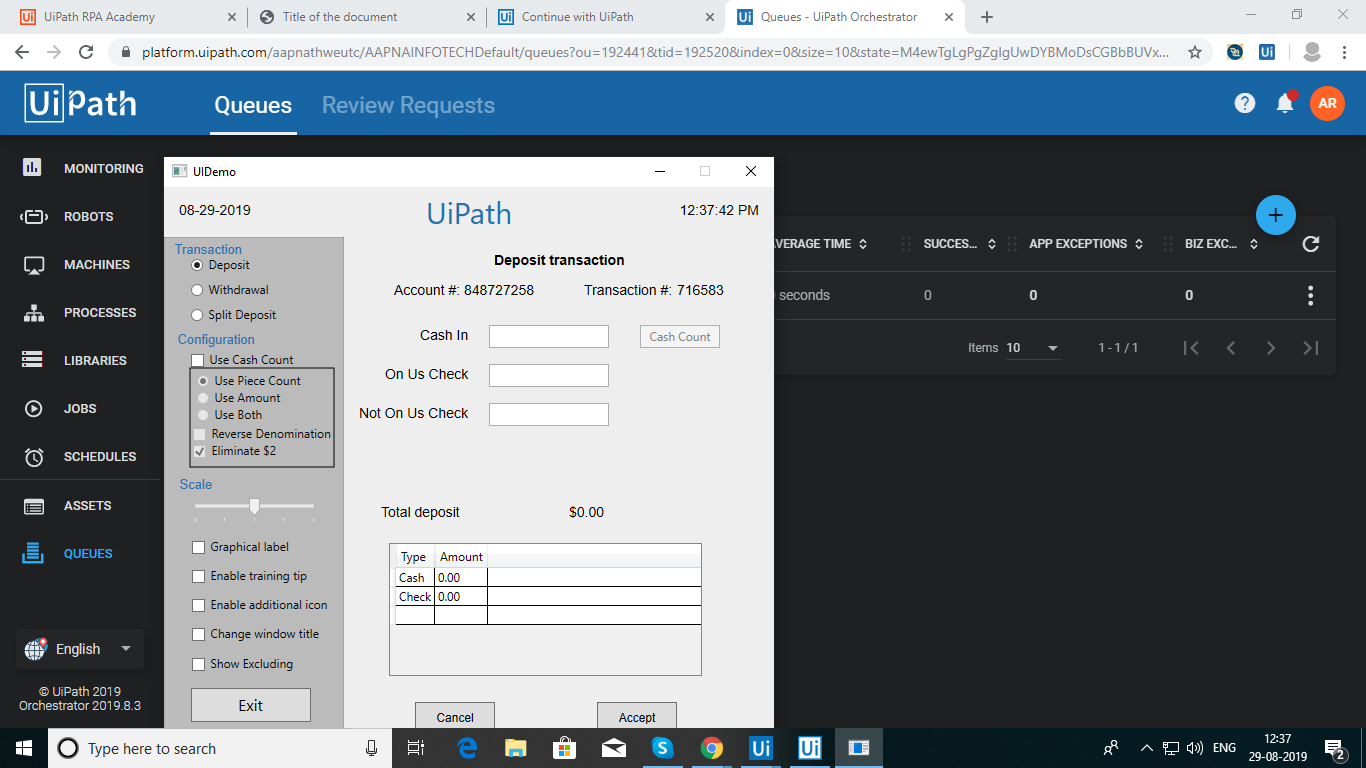 UiPath RPA Academy
Title of the document
Continue with UiPath
Queues - UiPath Orchestrator
platform.uipath.com/aapnathweutc/AAPNAINFOTECHDefault/queues?ou=192441&tid=192520&index=0&size=10&state=M4ewTgLgPgZglgUwDYBMoDsCGBbBUVx...
UiPath
Queues
Review Requests
AR
MONITORING
ROBOTS
MACHINES
PROCESSES
LIBRARIES
JOBS
SCHEDULES
ASSETS
QUEUES
English
© UiPath 2019
Orchestrator 2019.8.3
UIDemo
08-29-2019
UiPath
12:37:42 PM
Transaction
Deposit
Withdrawal
Split Deposit
Configuration
Use Cash Count
Use Piece Count
Use Amount
Use Both
Reverse Denomination
Eliminate $2
Scale
Graphical label
Enable training tip
Enable additional icon
Change window title
Show Excluding
Exit
Deposit transaction
Account #: 848727258 Transaction #: 716583
Cash In
Cash Count
On Us Check
Not On Us Check
Total deposit $0.00
Type Amount
Cash 0.00
Check 0.00
Cancel Accept
VERAGE TIME SUCCES... APP EXCEPTIONS BIZ EXC...
seconds 0 0 0
Items 10 1 - 1 / 1
Type here to search
ENG
12:37
29-08-2019
2